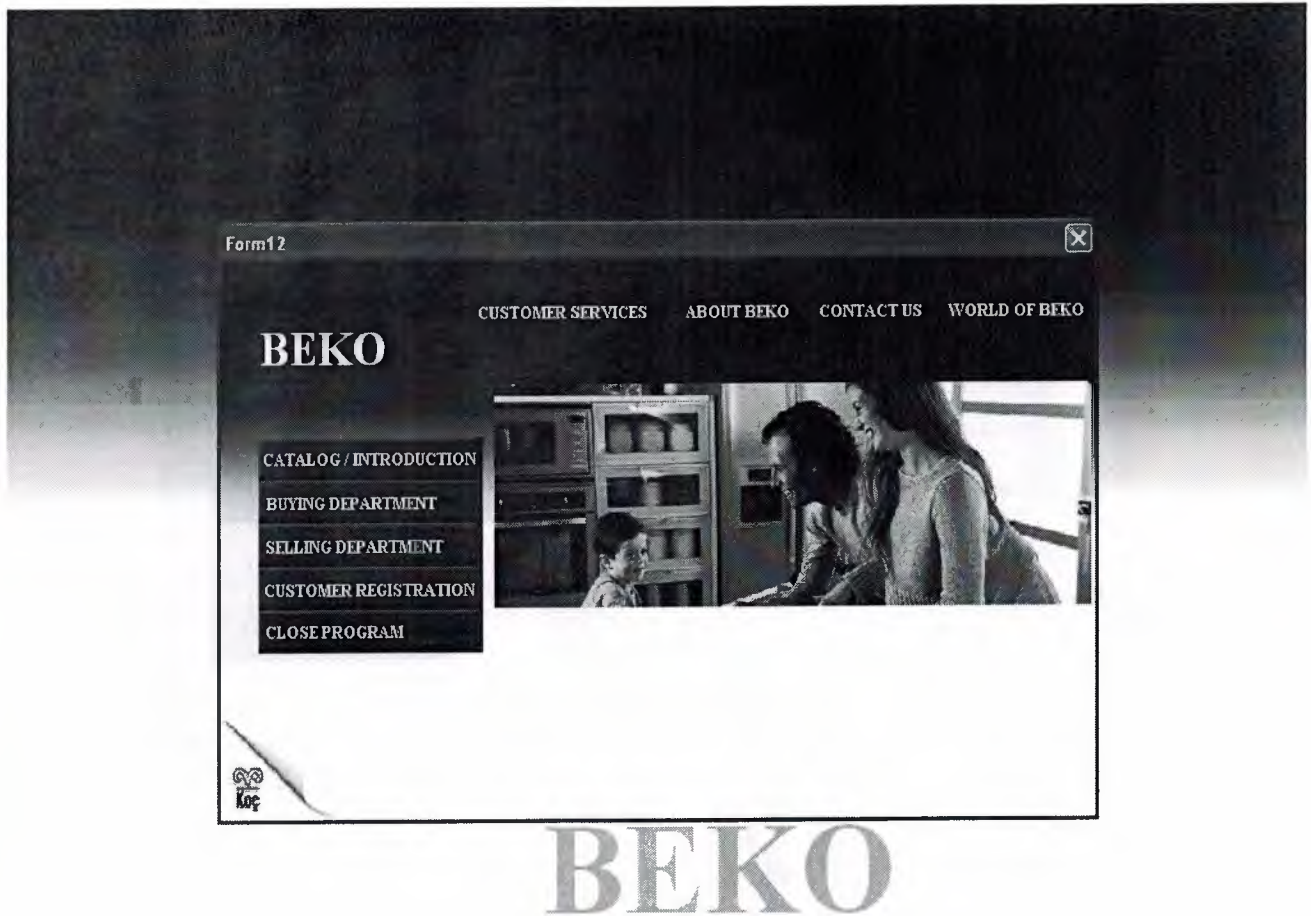 Form12
CUSTOMER SERVICES ABOUT BEKO CONTACT US WORLD OF BEKO
BEKO
CATALOG / INTRODUCTION
BUYING DEPARTMENT
SELLING DEPARTMENT
CUSTOMER REGISTRATION
CLOSE PROGRAM
Koç
BEKO